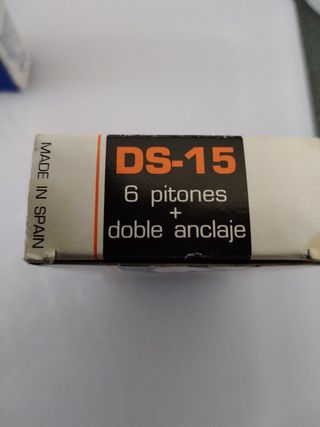 DS-15
6 pitones
+
doble anclaje
MADE IN SPAIN